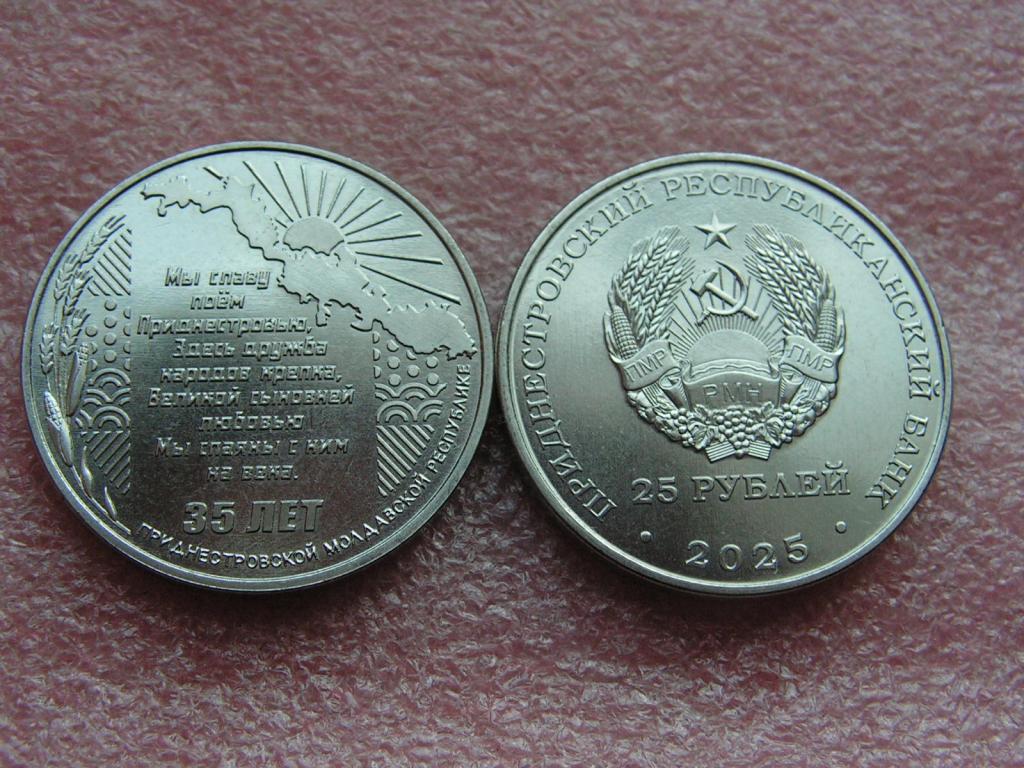 Мы славу
поём
Приднестровью,
Здесь дружба
народов крепка,
Великой сыновней
любовью
Мы спаяны с ним
на века.
35 ЛЕТ
ПРИДНЕСТРОВСКОЙ МОЛДАВСКОЙ РЕСПУБЛИКЕ
ПРИДНЕСТРОВСКИЙ РЕСПУБЛИКАНСКИЙ БАНК
ПМР
ПМР
РМН
25 РУБЛЕЙ
· 2025 ·